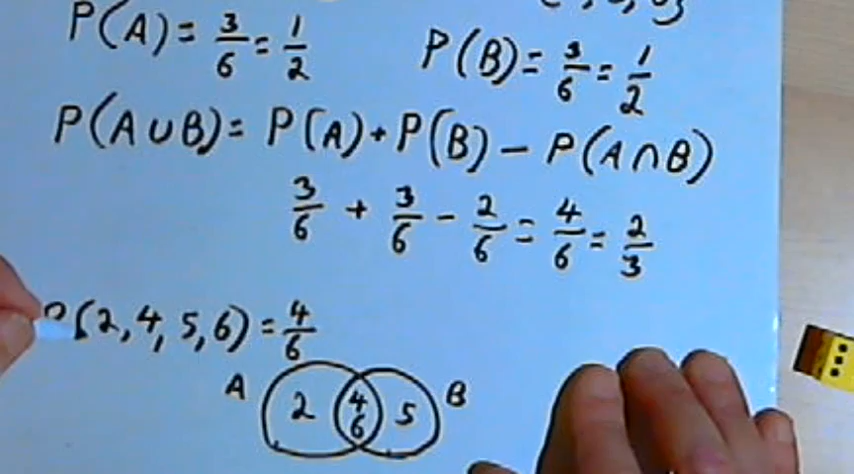 P(A) = 3/6 = 1/2
P(B) = 3/6 = 1/2
P(A ∪ B) = P(A) + P(B) − P(A ∩ B)
3/6 + 3/6 − 2/6 = 4/6 = 2/3
P(2, 4, 5, 6) = 4/6
A 2 4 6 5 B